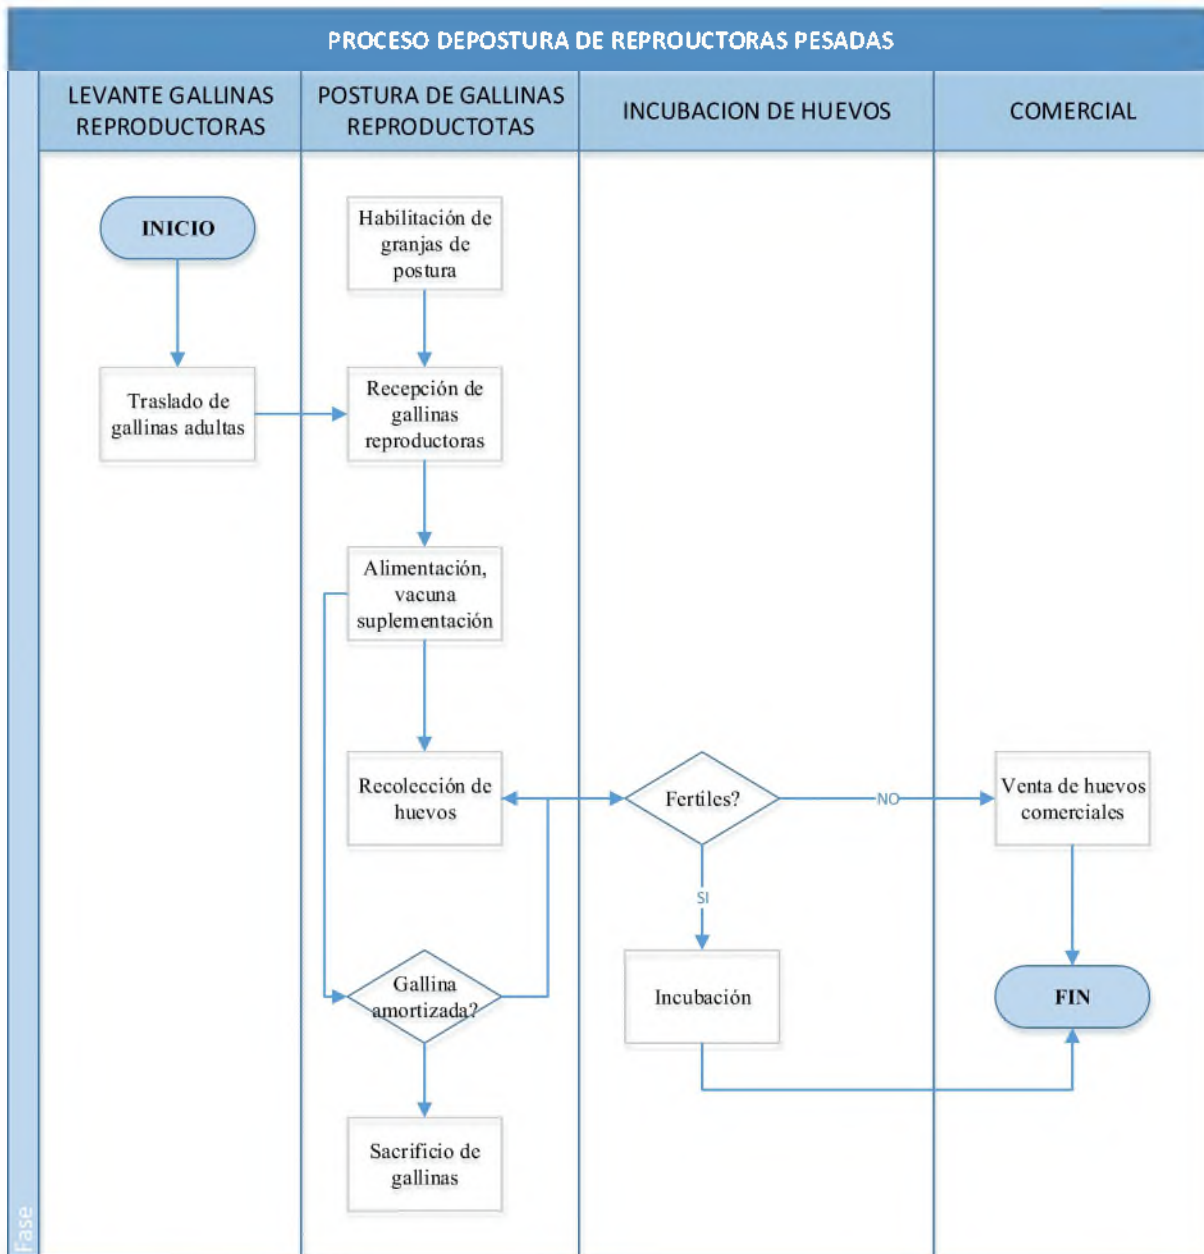 PROCESO DEPOSTURA DE REPROUCTORAS PESADAS
LEVANTE GALLINAS
REPRODUCTORAS
POSTURA DE GALLINAS
REPRODUCTOTAS
INCUBACION DE HUEVOS
COMERCIAL
INICIO
Habilitación de
granjas de
postura
Traslado de
gallinas adultas
Recepción de
gallinas
reproductoras
Alimentación,
vacuna
suplementación
Recolección de
huevos
Fertiles?
NO
Venta de huevos
comerciales
SI
Gallina
amortizada?
Incubación
FIN
Sacrificio de
gallinas
Fase